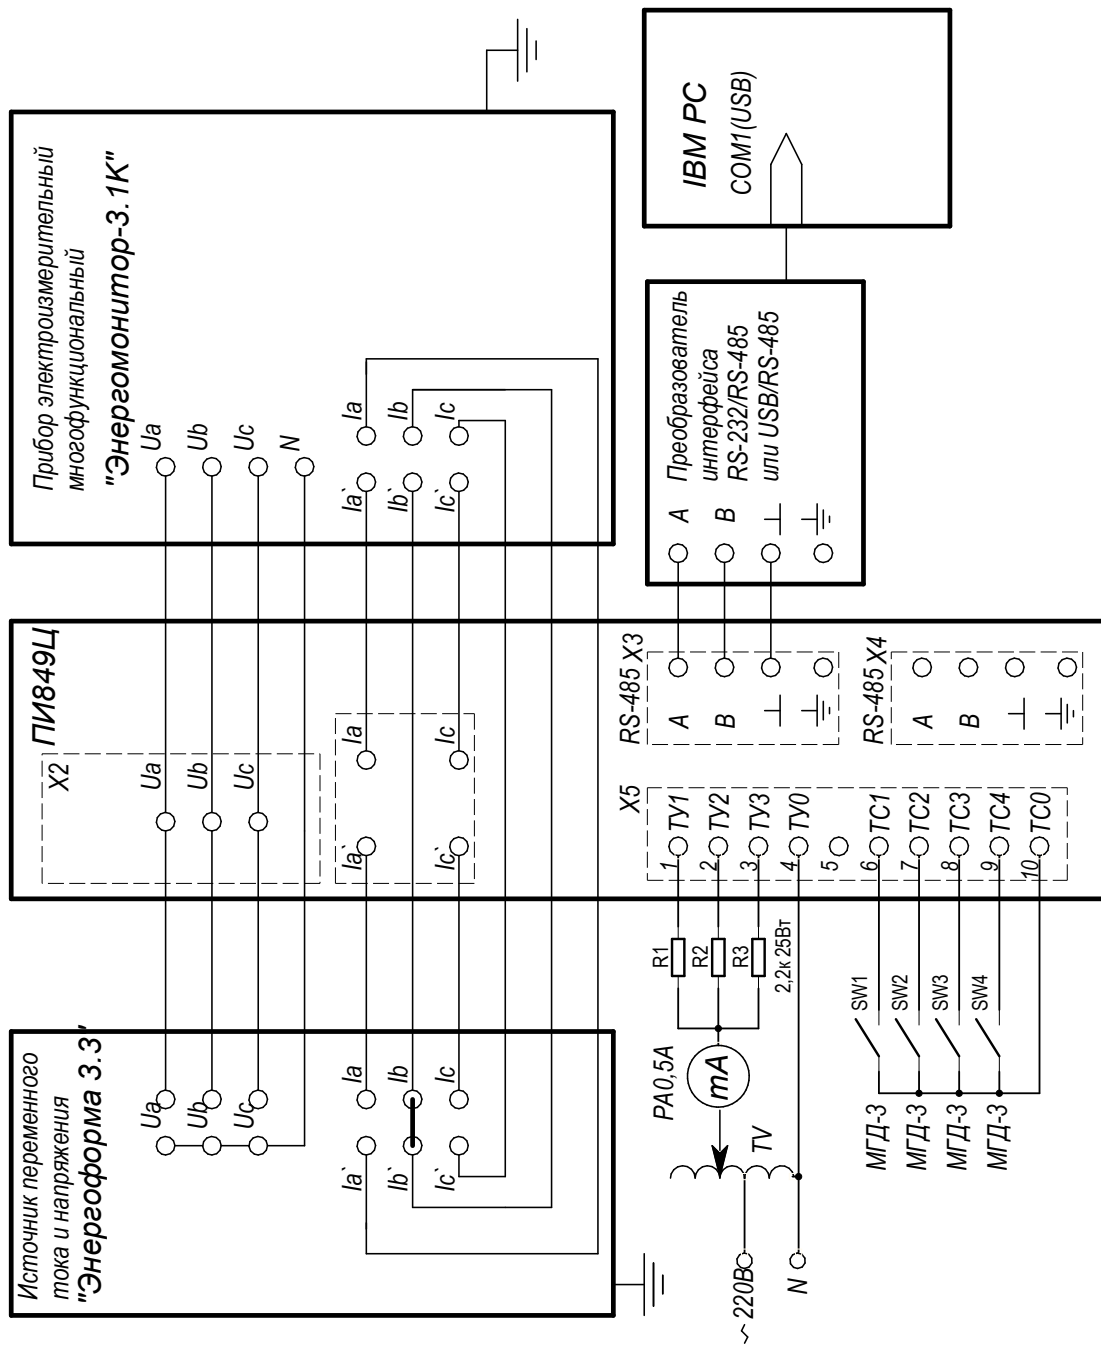 Источник переменного
тока и напряжения
"Энергоформа 3.3"
Ua
Ub
Uc
Ia
Ib
Ic
Ia`
Ib`
Ic`
ПИ849Ц
X2
Ua
Ub
Uc
Ia
Ic
Ia`
Ic`
Прибор электроизмерительный
многофункциональный
"Энергомонитор-3.1К"
Ua
Ub
Uc
N
Ia`
Ib`
Ic`
Ia
Ib
Ic
~ 220В
N
TV
PA0,5A
mA
R1
R2
R3
2,2к 25Вт
X5
1 ТУ1
2 ТУ2
3 ТУ3
4 ТУ0
5
6 ТС1
7 ТС2
8 ТС3
9 ТС4
10 ТС0
МГД-3
МГД-3
МГД-3
МГД-3
SW1
SW2
SW3
SW4
RS-485 X3
A
B
RS-485 X4
A
B
A
B
Преобразователь
интерфейса
RS-232/RS-485
или USB/RS-485
IBM PC
COM1(USB)